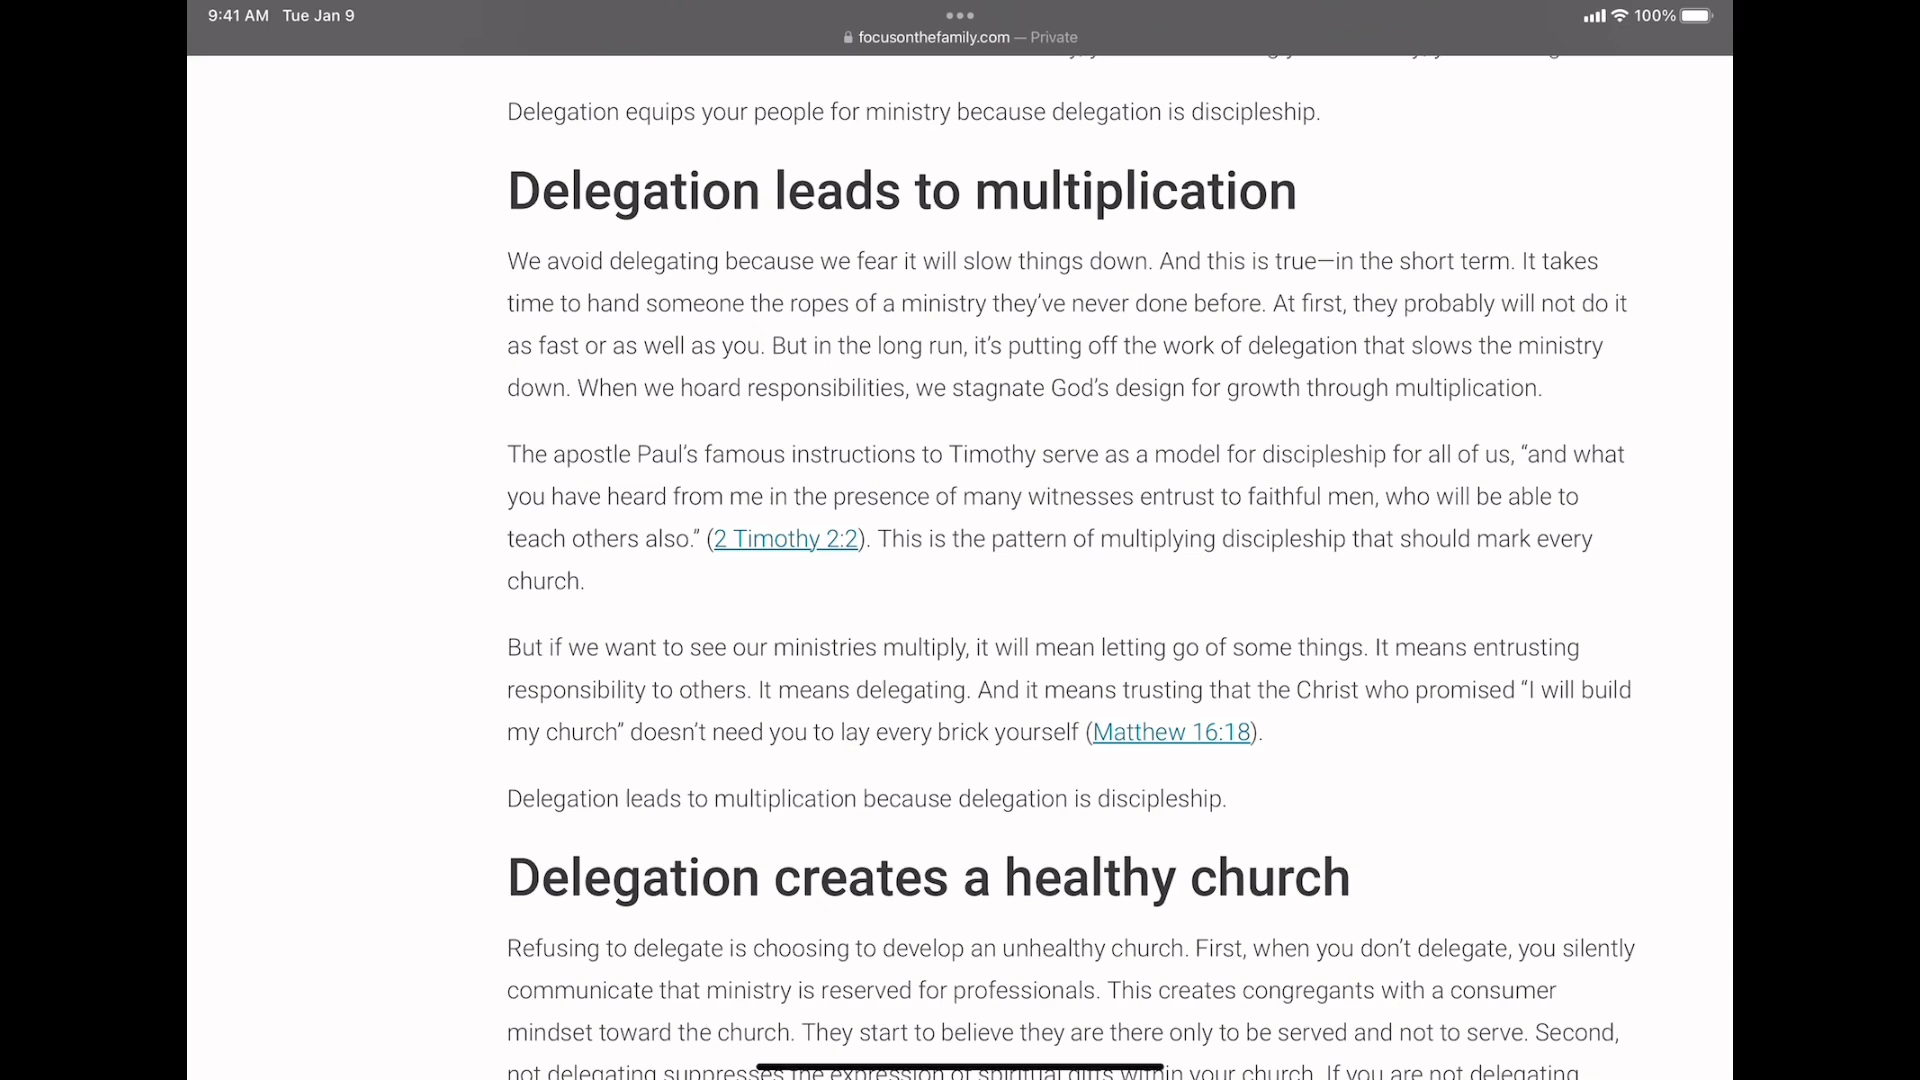 9:41 AM Tue Jan 9
100%
focusonthefamily.com — Private
Delegation equips your people for ministry because delegation is discipleship.
Delegation leads to multiplication
We avoid delegating because we fear it will slow things down. And this is true—in the short term. It takes
time to hand someone the ropes of a ministry they’ve never done before. At first, they probably will not do it
as fast or as well as you. But in the long run, it’s putting off the work of delegation that slows the ministry
down. When we hoard responsibilities, we stagnate God’s design for growth through multiplication.
The apostle Paul’s famous instructions to Timothy serve as a model for discipleship for all of us, “and what
you have heard from me in the presence of many witnesses entrust to faithful men, who will be able to
teach others also.” (2 Timothy 2:2). This is the pattern of multiplying discipleship that should mark every
church.
But if we want to see our ministries multiply, it will mean letting go of some things. It means entrusting
responsibility to others. It means delegating. And it means trusting that the Christ who promised “I will build
my church” doesn’t need you to lay every brick yourself (Matthew 16:18).
Delegation leads to multiplication because delegation is discipleship.
Delegation creates a healthy church
Refusing to delegate is choosing to develop an unhealthy church. First, when you don’t delegate, you silently
communicate that ministry is reserved for professionals. This creates congregants with a consumer
mindset toward the church. They start to believe they are there only to be served and not to serve. Second,
not delegating suppresses the expression of spiritual gifts within your church. If you are not delegating